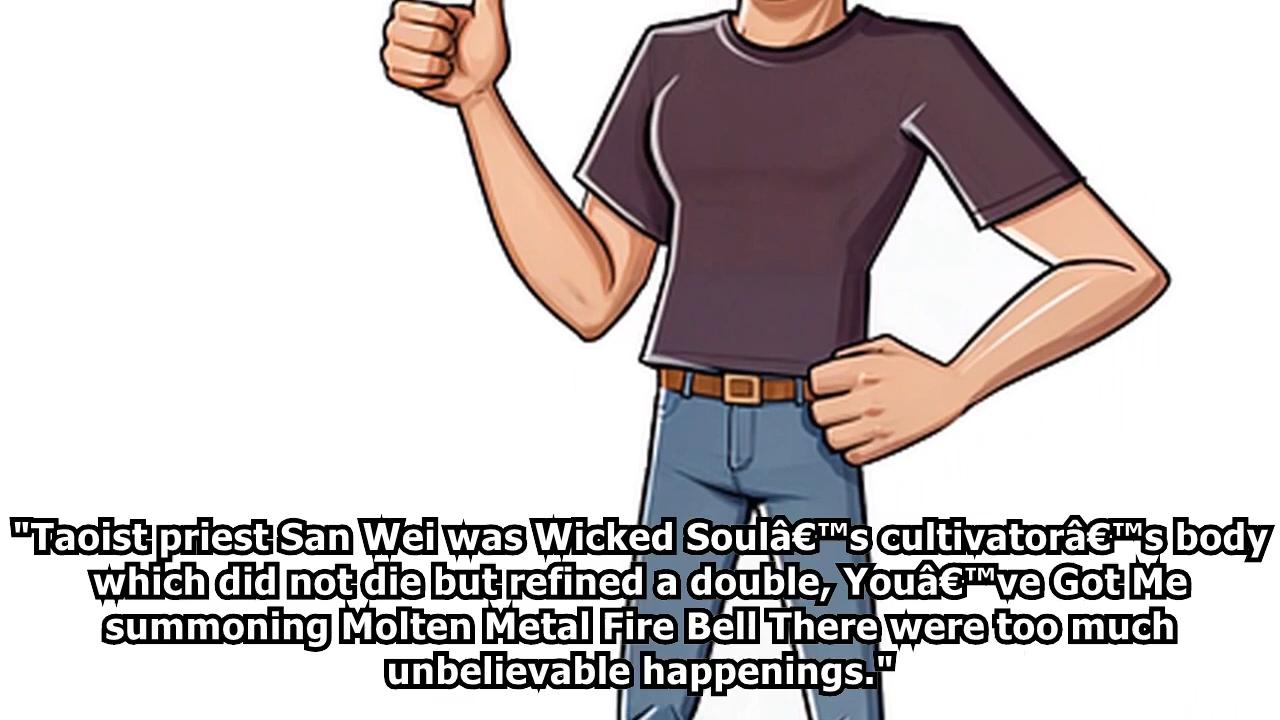 "Taoist priest San Wei was Wicked Soulâ€™s cultivatorâ€™s body
which did not die but refined a double, Youâ€™ve Got Me
summoning Molten Metal Fire Bell There were too much
unbelievable happenings."